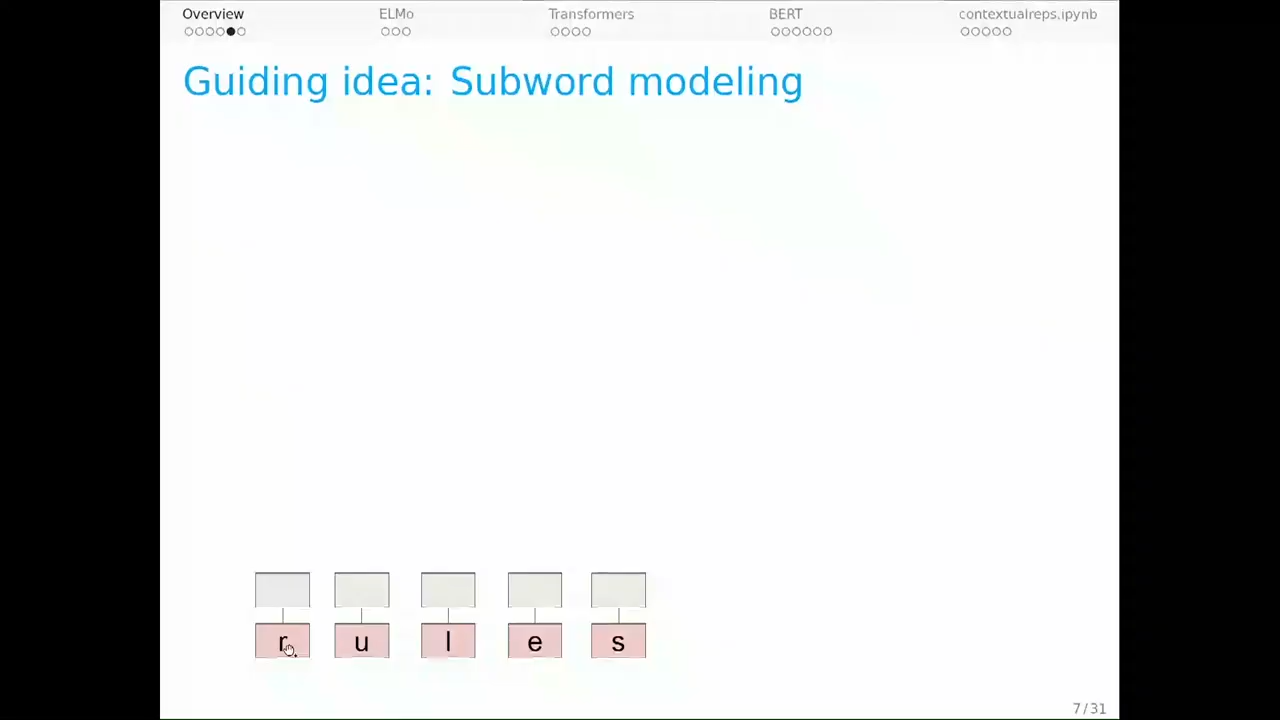 Overview ELMo Transformers BERT contextualreps.ipynb
Guiding idea: Subword modeling
r u l e s
7/31